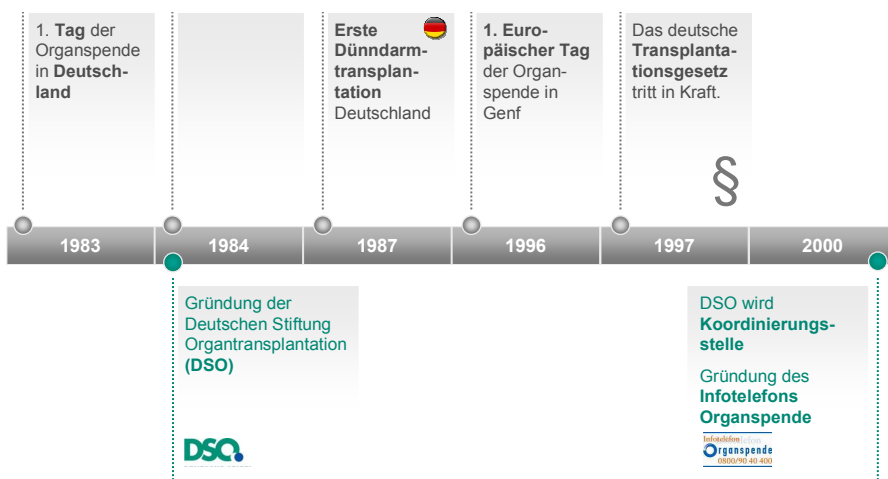 1. Tag der
Organspende
in Deutsch-
land
Erste
Dünndarm-
transplan-
tation
Deutschland
1. Euro-
päischer Tag
der Organ-
spende in
Genf
Das deutsche
Transplanta-
tionsgesetz
tritt in Kraft.
§
1983
1984
1987
1996
1997
2000
Gründung der
Deutschen Stiftung
Organtransplantation
(DSO)
DSO
DSO wird
Koordinierungs-
stelle
Gründung des
Infotelefons
Organspende
Infotelefon
Organspende
0800/90 40 400